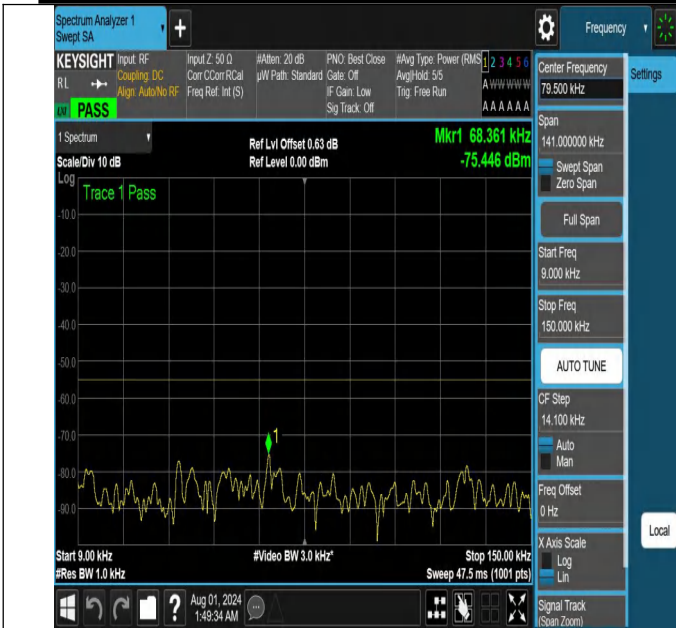 Spectrum Analyzer 1
Swept SA
+
Frequency
KEYSIGHT
Input: RF
Input Z: 50 Ω
#Atten: 20 dB
PNO: Best Close
#Avg Type: Power (RMS
1 2 3 4 5 6
RL
Coupling: DC
Corr CCorr RCal
µW Path: Standard
Gate: Off
Avg|Hold: 5/5
A W W W W W
Align: Auto/No RF
Freq Ref: Int (S)
IF Gain: Low
Trig: Free Run
PASS
Sig Track: Off
A A A A A A
1 Spectrum
Ref Lvl Offset 0.63 dB
Mkr1 68.361 kHz
Scale/Div 10 dB
Ref Level 0.00 dBm
-75.446 dBm
Log
Trace 1 Pass
-10.0
-20.0
-30.0
-40.0
-50.0
-60.0
-70.0
-80.0
-90.0
1
Start 9.00 kHz
#Video BW 3.0 kHz*
Stop 150.00 kHz
#Res BW 1.0 kHz
Sweep 47.5 ms (1001 pts)
Aug 01, 2024
1:49:34 AM
?
Center Frequency
79.500 kHz
Settings
Span
141.000000 kHz
Swept Span
Zero Span
Full Span
Start Freq
9.000 kHz
Stop Freq
150.000 kHz
AUTO TUNE
CF Step
14.100 kHz
Auto
Man
Freq Offset
0 Hz
X Axis Scale
Log
Lin
Local
Signal Track
(Span Zoom)